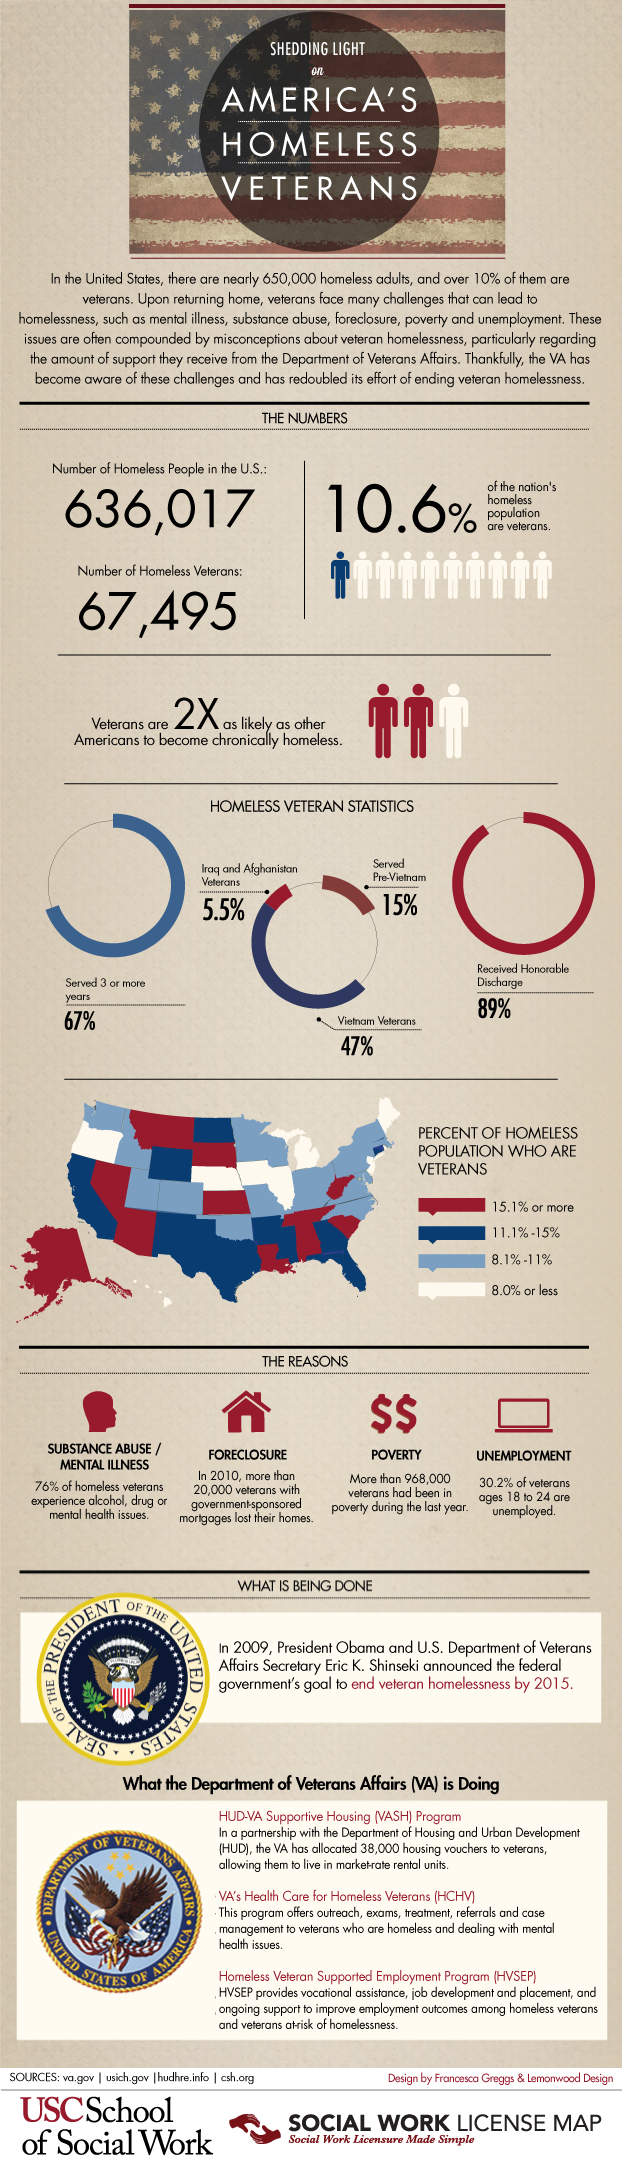 SHEDDING LIGHT
on
AMERICA'S
HOMELESS
VETERANS
In the United States, there are nearly 650,000 homeless adults, and over 10% of them are
veterans. Upon returning home, veterans face many challenges that can lead to
homelessness, such as mental illness, substance abuse, foreclosure, poverty and unemployment. These
issues are often compounded by misconceptions about veteran homelessness, particularly regarding
the amount of support they receive from the Department of Veterans Affairs. Thankfully, the VA has
become aware of these challenges and has redoubled its effort of ending veteran homelessness.
THE NUMBERS
Number of Homeless People in the U.S.:
636,017
Number of Homeless Veterans:
67,495
10.6%
of the nation's
homeless
population
are veterans.
Veterans are 2X as likely as other
Americans to become chronically homeless.
HOMELESS VETERAN STATISTICS
Served 3 or more
years
67%
Iraq and Afghanistan
Veterans
5.5%
Served
Pre-Vietnam
15%
Vietnam Veterans
47%
Received Honorable
Discharge
89%
PERCENT OF HOMELESS
POPULATION WHO ARE
VETERANS
15.1% or more
11.1% -15%
8.1% -11%
8.0% or less
THE REASONS
SUBSTANCE ABUSE /
MENTAL ILLNESS
76% of homeless veterans
experience alcohol, drug or
mental health issues.
FORECLOSURE
In 2010, more than
20,000 veterans with
government-sponsored
mortgages lost their homes.
POVERTY
More than 968,000
veterans had been in
poverty during the last year.
UNEMPLOYMENT
30.2% of veterans
ages 18 to 24 are
unemployed.
WHAT IS BEING DONE
SEAL OF THE PRESIDENT OF THE UNITED STATES
In 2009, President Obama and U.S. Department of Veterans
Affairs Secretary Eric K. Shinseki announced the federal
government's goal to end veteran homelessness by 2015.
What the Department of Veterans Affairs (VA) is Doing
DEPARTMENT OF VETERANS AFFAIRS
UNITED STATES OF AMERICA
HUD-VA Supportive Housing (VASH) Program
In a partnership with the Department of Housing and Urban Development
(HUD), the VA has allocated 38,000 housing vouchers to veterans,
allowing them to live in market-rate rental units.
VA's Health Care for Homeless Veterans (HCHV)
This program offers outreach, exams, treatment, referrals and case
management to veterans who are homeless and dealing with mental
health issues.
Homeless Veteran Supported Employment Program (HVSEP)
HVSEP provides vocational assistance, job development and placement, and
ongoing support to improve employment outcomes among homeless veterans
and veterans at-risk of homelessness.
SOURCES: va.gov | usich.gov |hudhre.info | csh.org
Design by Francesca Greggs & Lemonwood Design
USC School
of Social Work
SOCIAL WORK LICENSE MAP
Social Work Licensure Made Simple